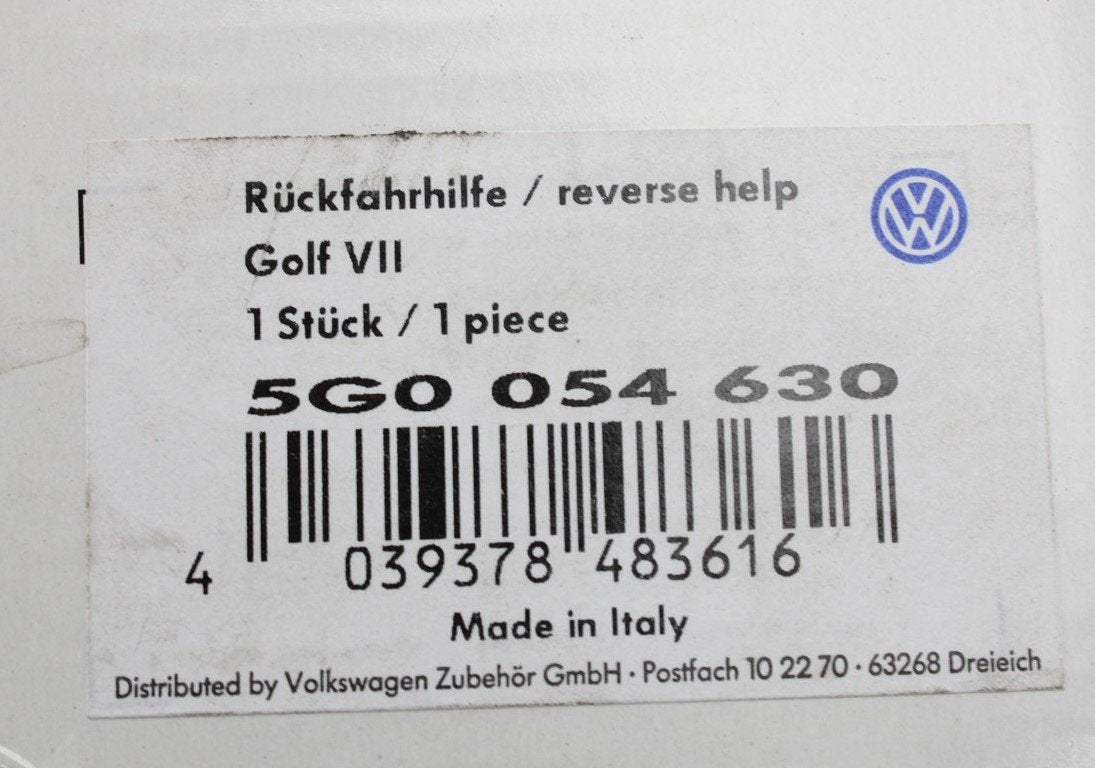 Rückfahrhilfe / reverse help
VW
Golf VII
1 Stück / 1 piece
5G0 054 630
4 039378 483616
Made in Italy
Distributed by Volkswagen Zubehör GmbH · Postfach 10 22 70 · 63268 Dreieich